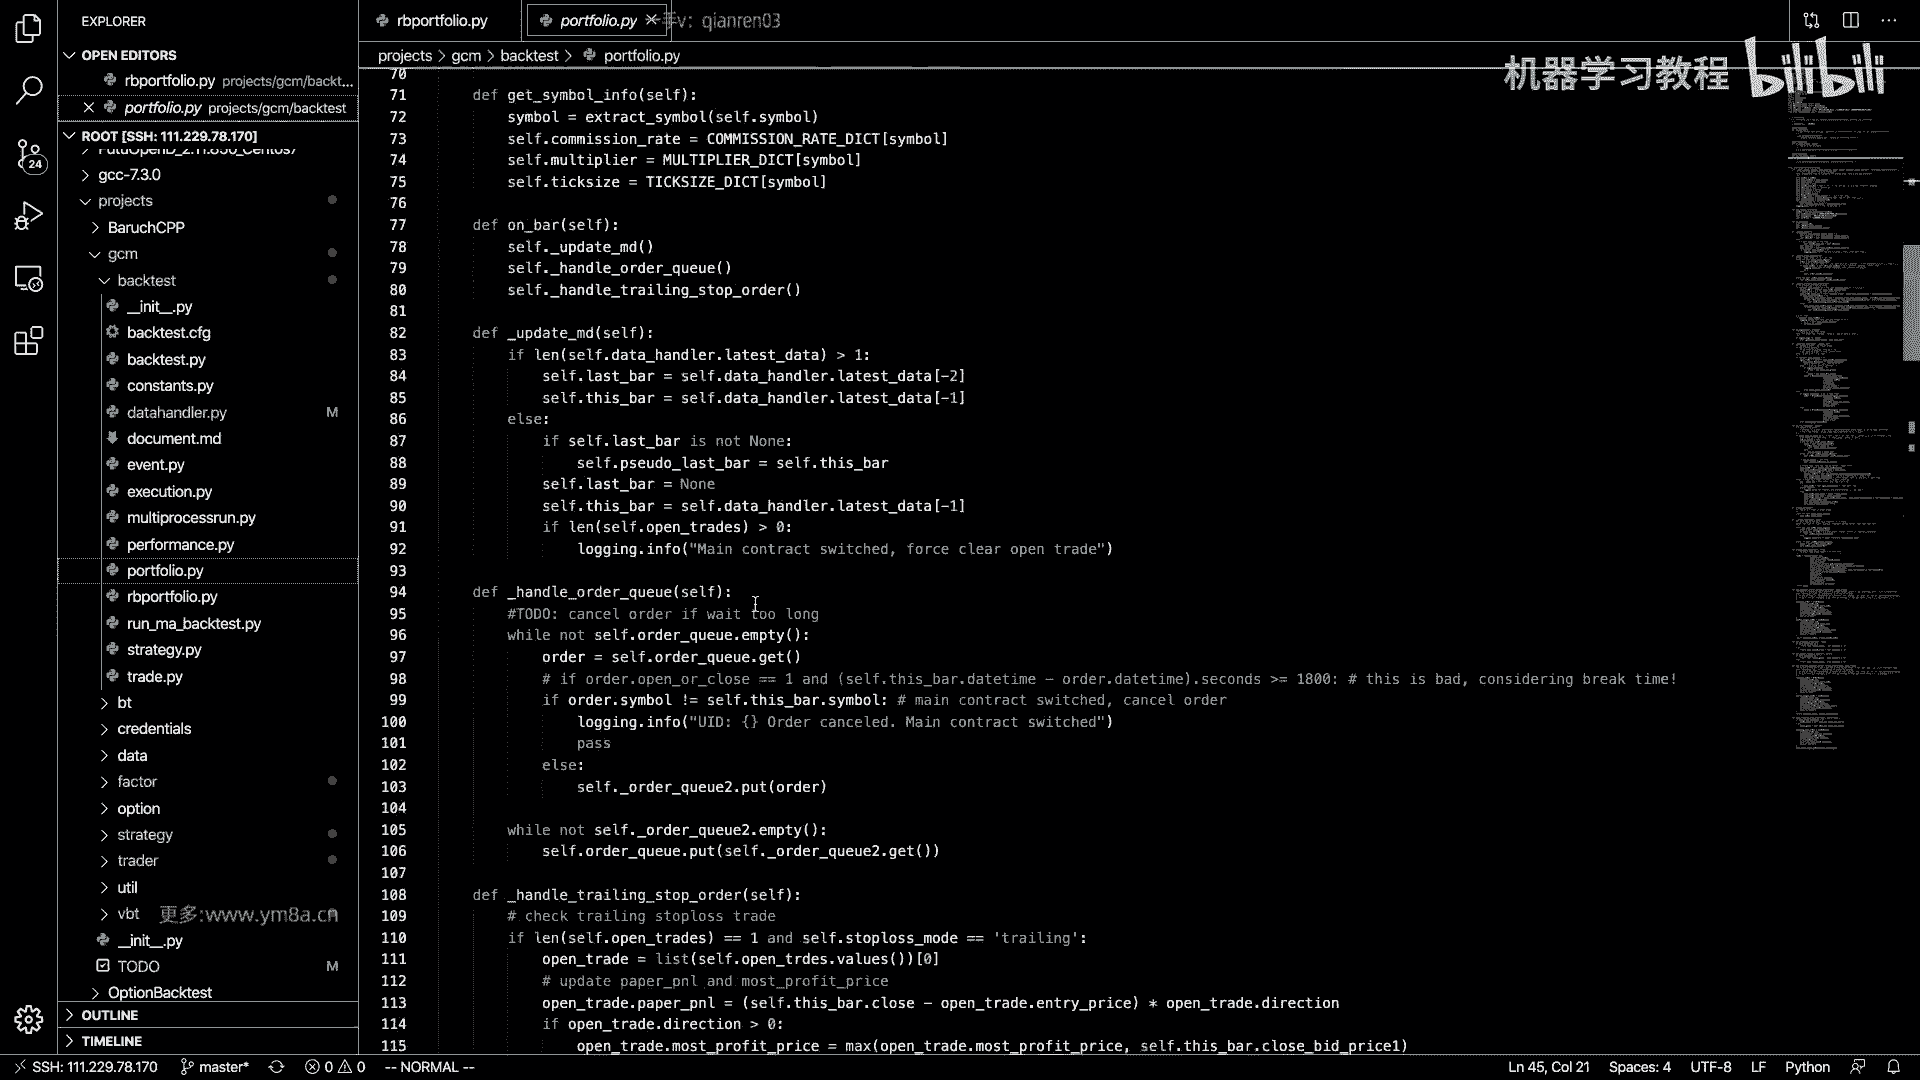 EXPLORER
OPEN EDITORS
rbportfolio.py projects/gcm/backt...
portfolio.py projects/gcm/backtest
ROOT [SSH: 111.229.78.170]
gcc-7.3.0
projects
BaruchCPP
gcm
backtest
__init__.py
backtest.cfg
backtest.py
constants.py
datahandler.py M
document.md
event.py
execution.py
multiprocessrun.py
performance.py
portfolio.py
rbportfolio.py
run_ma_backtest.py
strategy.py
trade.py
bt
credentials
data
factor
option
strategy
trader
util
vbt
更多:www.ym8a.cn
__init__.py
TODO M
OptionBacktest
OUTLINE
TIMELINE
24
rbportfolio.py
portfolio.py
v: qianren03
projects > gcm > backtest > portfolio.py
机器学习教程 bilibili
70
71 def get_symbol_info(self):
72 symbol = extract_symbol(self.symbol)
73 self.commission_rate = COMMISSION_RATE_DICT[symbol]
74 self.multiplier = MULTIPLIER_DICT[symbol]
75 self.ticksize = TICKSIZE_DICT[symbol]
76
77 def on_bar(self):
78 self._update_md()
79 self._handle_order_queue()
80 self._handle_trailing_stop_order()
81
82 def _update_md(self):
83 if len(self.data_handler.latest_data) > 1:
84 self.last_bar = self.data_handler.latest_data[-2]
85 self.this_bar = self.data_handler.latest_data[-1]
86 else:
87 if self.last_bar is not None:
88 self.pseudo_last_bar = self.this_bar
89 self.last_bar = None
90 self.this_bar = self.data_handler.latest_data[-1]
91 if len(self.open_trades) > 0:
92 logging.info("Main contract switched, force clear open trade")
93
94 def _handle_order_queue(self):
95 #TODO: cancel order if wait too long
96 while not self.order_queue.empty():
97 order = self.order_queue.get()
98 # if order.open_or_close == 1 and (self.this_bar.datetime - order.datetime).seconds >= 1800: # this is bad, considering break time!
99 if order.symbol != self.this_bar.symbol: # main contract switched, cancel order
100 logging.info("UID: {} Order canceled. Main contract switched")
101 pass
102 else:
103 self._order_queue2.put(order)
104
105 while not self._order_queue2.empty():
106 self.order_queue.put(self._order_queue2.get())
107
108 def _handle_trailing_stop_order(self):
109 # check trailing stoploss trade
110 if len(self.open_trades) == 1 and self.stoploss_mode == 'trailing':
111 open_trade = list(self.open_trdes.values())[0]
112 # update paper_pnl and most_profit_price
113 open_trade.paper_pnl = (self.this_bar.close - open_trade.entry_price) * open_trade.direction
114 if open_trade.direction > 0:
115 open_trade.most_profit_price = max(open_trade.most_profit_price, self.this_bar.close_bid_price1)
SSH: 111.229.78.170 master* 0 0 -- NORMAL -- Ln 45, Col 21 Spaces: 4 UTF-8 LF Python